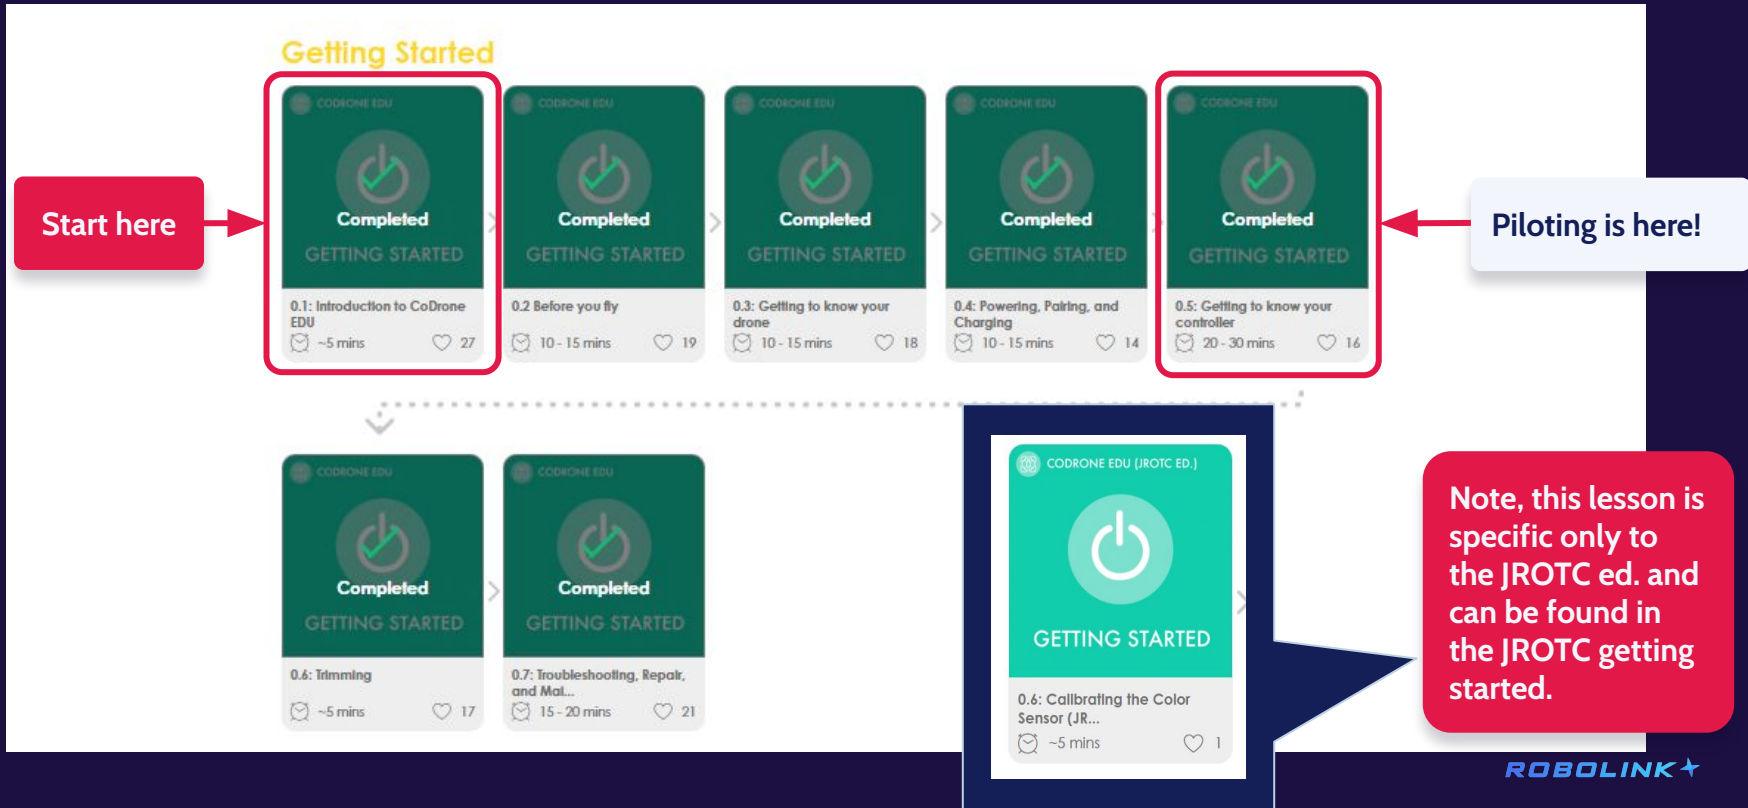 Getting Started
CODRONE EDU
Completed
GETTING STARTED
0.1: Introduction to CoDrone
EDU
~5 mins
27
CODRONE EDU
Completed
GETTING STARTED
0.2 Before you fly
10 - 15 mins
19
CODRONE EDU
Completed
GETTING STARTED
0.3: Getting to know your
drone
10 - 15 mins
18
CODRONE EDU
Completed
GETTING STARTED
0.4: Powering, Pairing, and
Charging
10 - 15 mins
14
CODRONE EDU
Completed
GETTING STARTED
0.5: Getting to know your
controller
20 - 30 mins
16
Start here
Piloting is here!
CODRONE EDU
Completed
GETTING STARTED
0.6: Trimming
~5 mins
17
CODRONE EDU
Completed
GETTING STARTED
0.7: Troubleshooting, Repair,
and Mai...
15 - 20 mins
21
CODRONE EDU (JROTC ED.)
GETTING STARTED
0.6: Calibrating the Color
Sensor (JR...
~5 mins
1
Note, this lesson is
specific only to
the JROTC ed. and
can be found in
the JROTC getting
started.
ROBOLINK